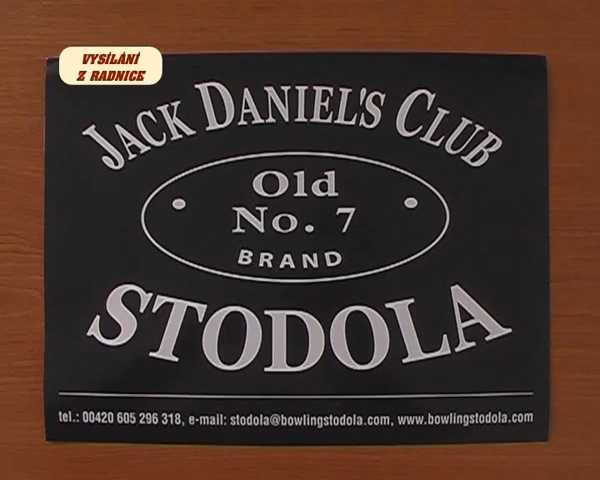 VYSÍLÁNÍ
Z RADNICE
JACK DANIEL'S CLUB
Old
No. 7
BRAND
STODOLA
tel.: 00420 605 296 318, e-mail: stodola@bowlingstodola.com, www.bowlingstodola.com